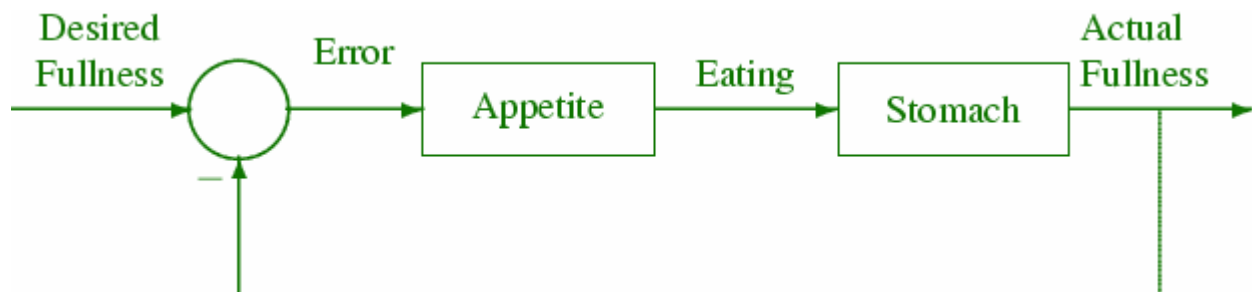 Desired
Fullness
Error
Appetite
Eating
Stomach
Actual
Fullness
−